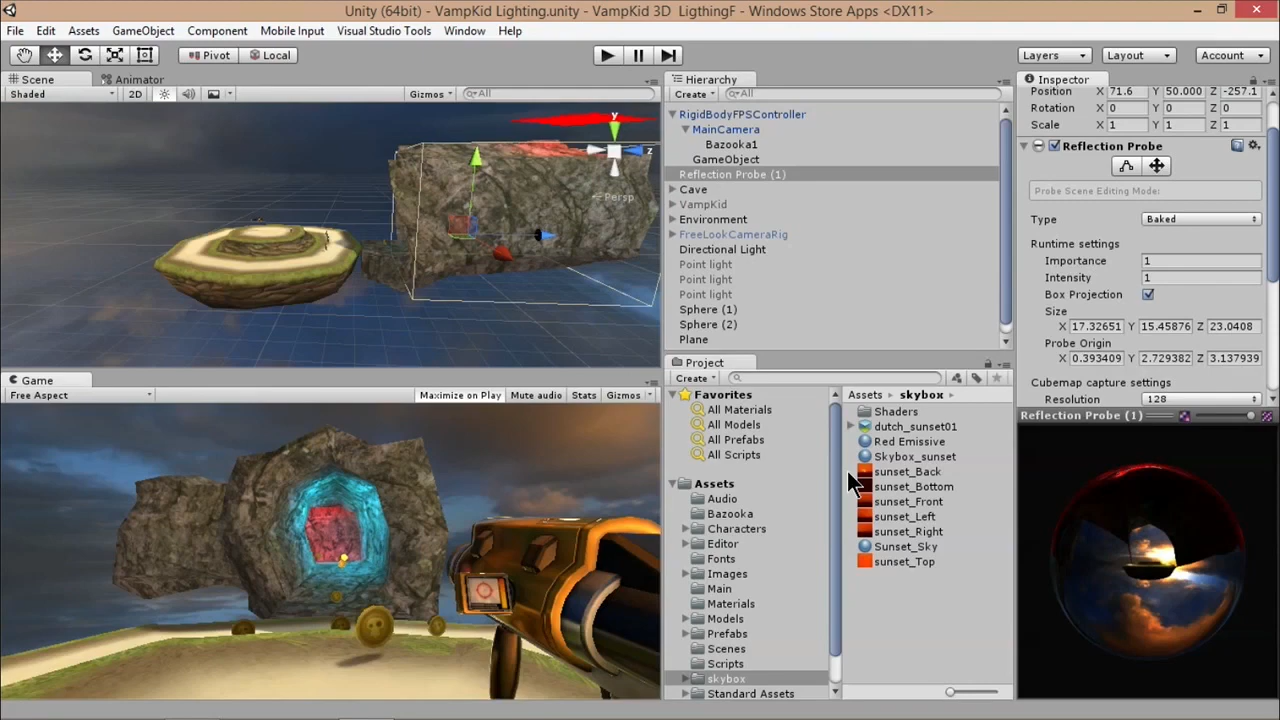 Unity (64bit) - VampKid Lighting.unity - VampKid 3D LigthingF - Windows Store Apps <DX11>
File Edit Assets GameObject Component Mobile Input Visual Studio Tools Window Help
Pivot Local Layers Layout Account
Scene Animator
Shaded 2D Gizmos All
y
z
Persp
Hierarchy
Create All
RigidBodyFPSController
MainCamera
Bazooka1
GameObject
Reflection Probe (1)
Cave
VampKid
Environment
FreeLookCameraRig
Directional Light
Point light
Point light
Point light
Sphere (1)
Sphere (2)
Plane
Inspector
Position X 71.6 Y 50.000 Z -257.1
Rotation X 0 Y 0 Z 0
Scale X 1 Y 1 Z 1
Reflection Probe
Probe Scene Editing Mode:
Type Baked
Runtime settings
Importance 1
Intensity 1
Box Projection
Size
X 17.32651 Y 15.45876 Z 23.0408
Probe Origin
X 0.393409 Y 2.729382 Z 3.137939
Cubemap capture settings
Resolution 128
Reflection Probe (1)
Game
Free Aspect Maximize on Play Mute audio Stats Gizmos
Project
Create
Favorites
All Materials
All Models
All Prefabs
All Scripts
Assets
Audio
Bazooka
Characters
Editor
Fonts
Images
Main
Materials
Models
Prefabs
Scenes
Scripts
skybox
Standard Assets
Assets skybox
Shaders
dutch_sunset01
Red Emissive
Skybox_sunset
sunset_Back
sunset_Bottom
sunset_Front
sunset_Left
sunset_Right
Sunset_Sky
sunset_Top